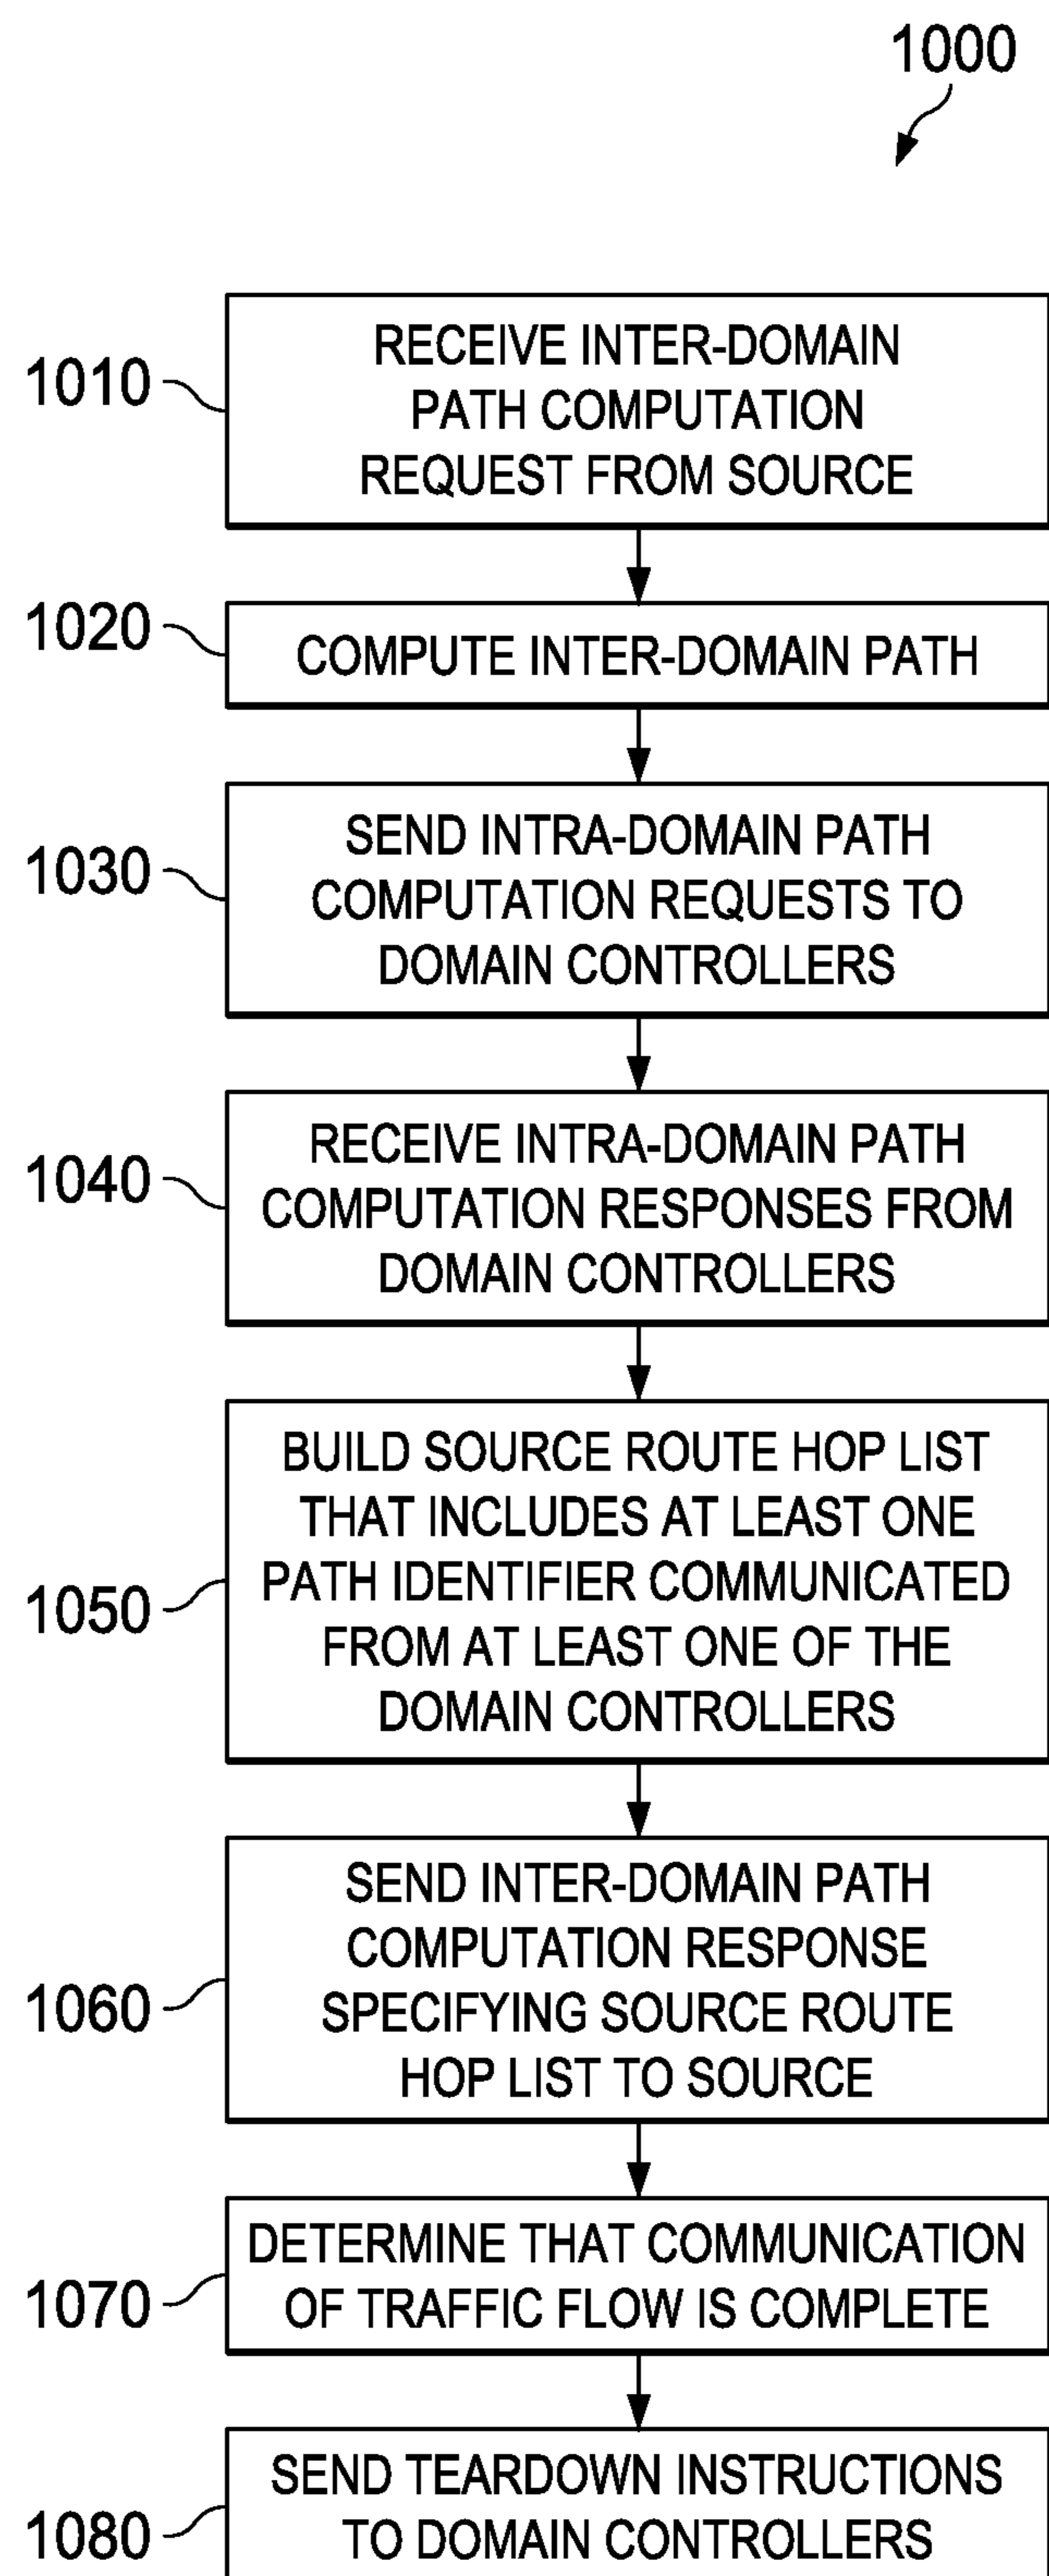 1000
1010
RECEIVE INTER-DOMAIN
PATH COMPUTATION
REQUEST FROM SOURCE
1020
COMPUTE INTER-DOMAIN PATH
1030
SEND INTRA-DOMAIN PATH
COMPUTATION REQUESTS TO
DOMAIN CONTROLLERS
1040
RECEIVE INTRA-DOMAIN PATH
COMPUTATION RESPONSES FROM
DOMAIN CONTROLLERS
1050
BUILD SOURCE ROUTE HOP LIST
THAT INCLUDES AT LEAST ONE
PATH IDENTIFIER COMMUNICATED
FROM AT LEAST ONE OF THE
DOMAIN CONTROLLERS
1060
SEND INTER-DOMAIN PATH
COMPUTATION RESPONSE
SPECIFYING SOURCE ROUTE
HOP LIST TO SOURCE
1070
DETERMINE THAT COMMUNICATION
OF TRAFFIC FLOW IS COMPLETE
1080
SEND TEARDOWN INSTRUCTIONS
TO DOMAIN CONTROLLERS